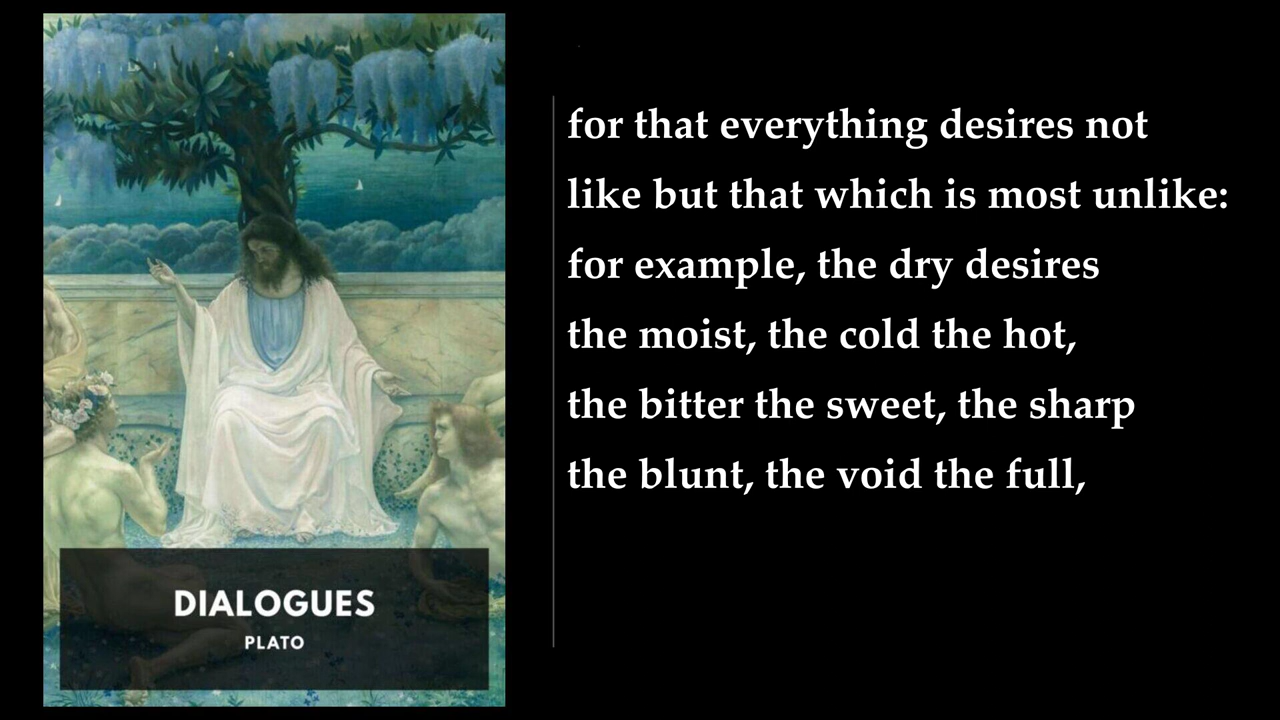 for that everything desires not
like but that which is most unlike:
for example, the dry desires
the moist, the cold the hot,
the bitter the sweet, the sharp
the blunt, the void the full,
DIALOGUES
PLATO